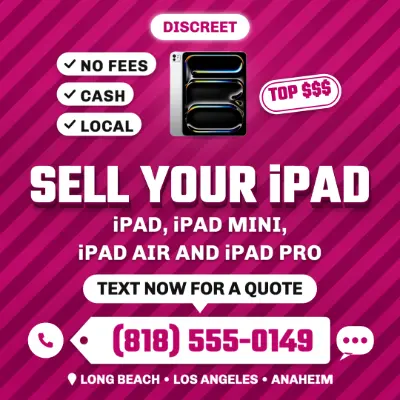 DISCREET
NO FEES
CASH
LOCAL
TOP $$$
SELL YOUR iPAD
iPAD, iPAD MINI,
iPAD AIR AND iPAD PRO
TEXT NOW FOR A QUOTE
(818) 555-0149
LONG BEACH • LOS ANGELES • ANAHEIM